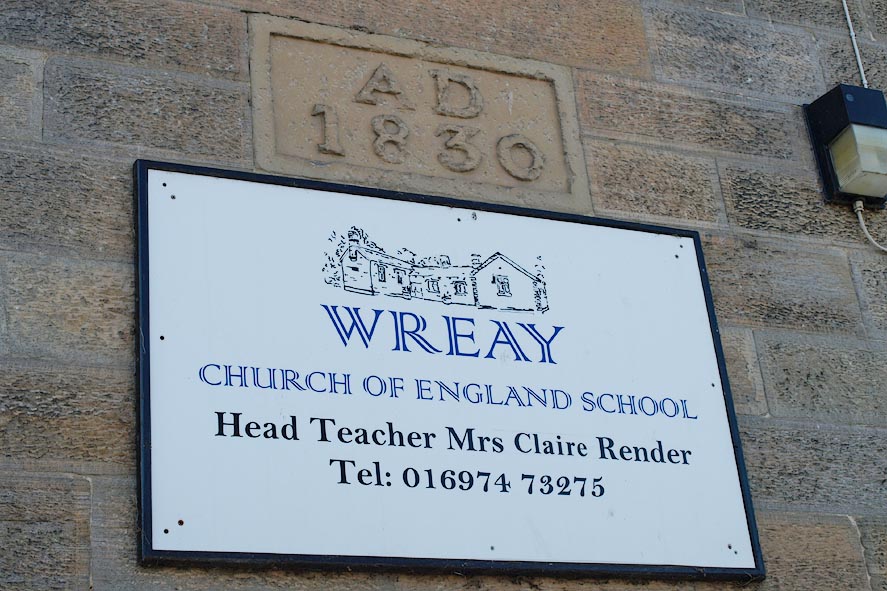 AD
1830
WREAY
CHURCH OF ENGLAND SCHOOL
Head Teacher Mrs Claire Render
Tel: 016974 73275